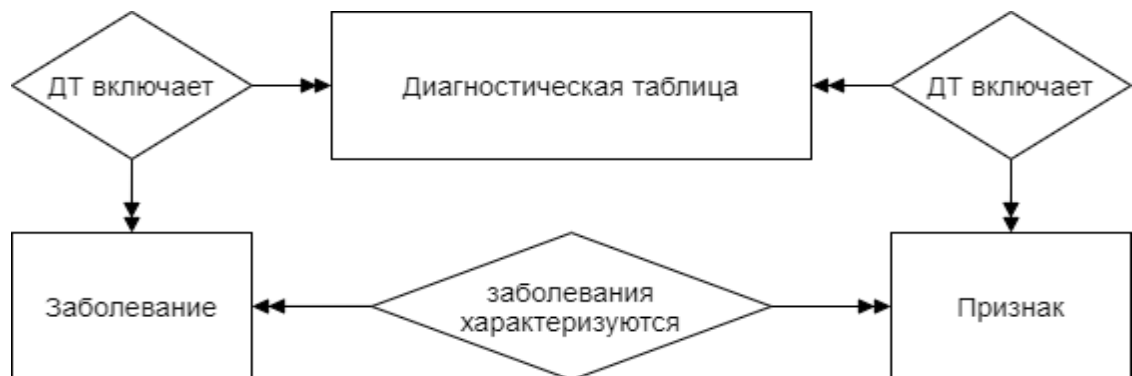 ДТ включает
Диагностическая таблица
ДТ включает
Заболевание
заболевания
характеризуются
Признак